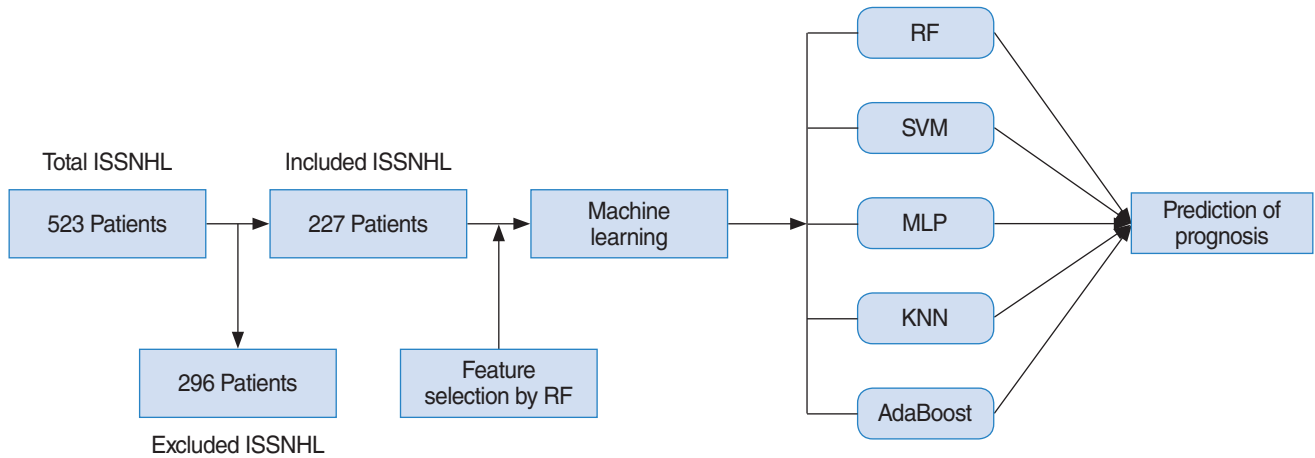 Total ISSNHL
523 Patients
Included ISSNHL
227 Patients
296 Patients
Excluded ISSNHL
Feature
selection by RF
Machine
learning
RF
SVM
MLP
KNN
AdaBoost
Prediction of
prognosis